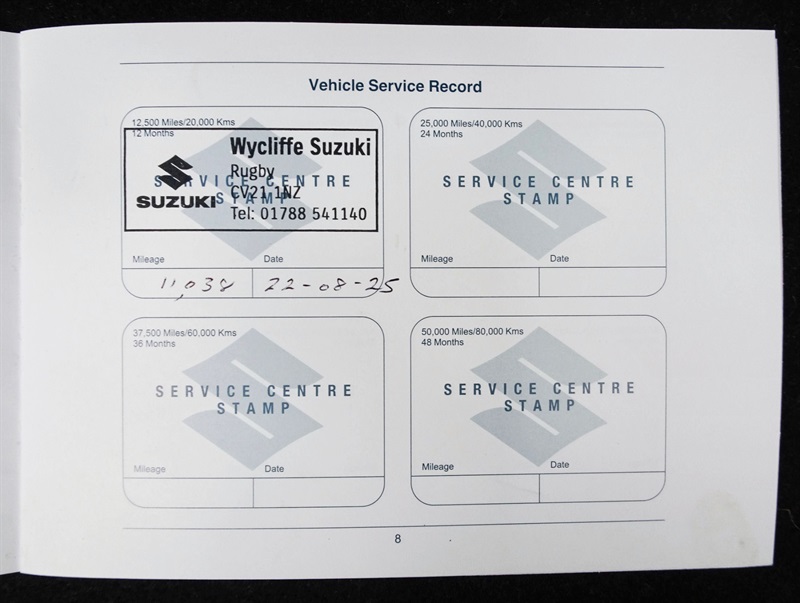 Vehicle Service Record
12,500 Miles/20,000 Kms
12 Months
SERVICE CENTRE
STAMP
Wycliffe Suzuki
Rugby
CV21 1NZ
Tel: 01788 541140
SUZUKI
Mileage Date
11,038 22-08-25
25,000 Miles/40,000 Kms
24 Months
SERVICE CENTRE
STAMP
Mileage Date
37,500 Miles/60,000 Kms
36 Months
SERVICE CENTRE
STAMP
Mileage Date
50,000 Miles/80,000 Kms
48 Months
SERVICE CENTRE
STAMP
Mileage Date
8